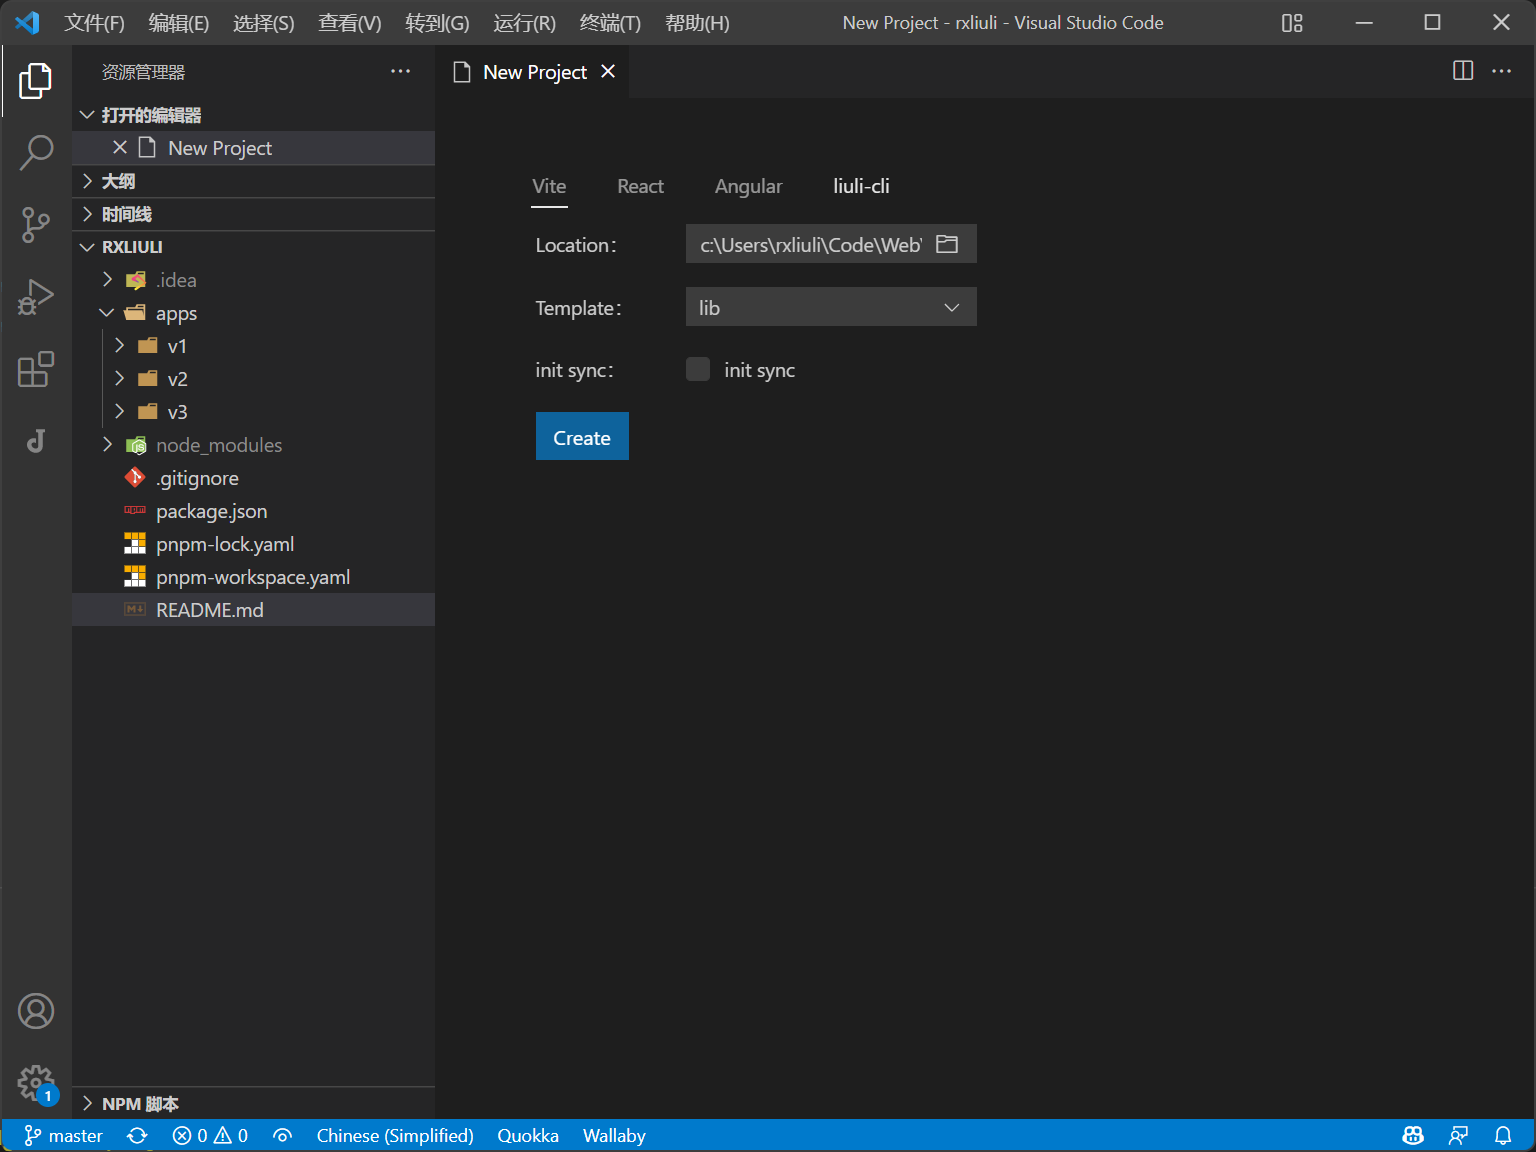 文件(F) 编辑(E) 选择(S) 查看(V) 转到(G) 运行(R) 终端(T) 帮助(H) New Project - rxliuli - Visual Studio Code
资源管理器
New Project
打开的编辑器
New Project
大纲
时间线
RXLIULI
.idea
apps
v1
v2
v3
node_modules
.gitignore
package.json
pnpm-lock.yaml
pnpm-workspace.yaml
README.md
NPM 脚本
Vite React Angular liuli-cli
Location: c:\Users\rxliuli\Code\Web\
Template: lib
init sync: init sync
Create
1
master 0 0 Chinese (Simplified) Quokka Wallaby